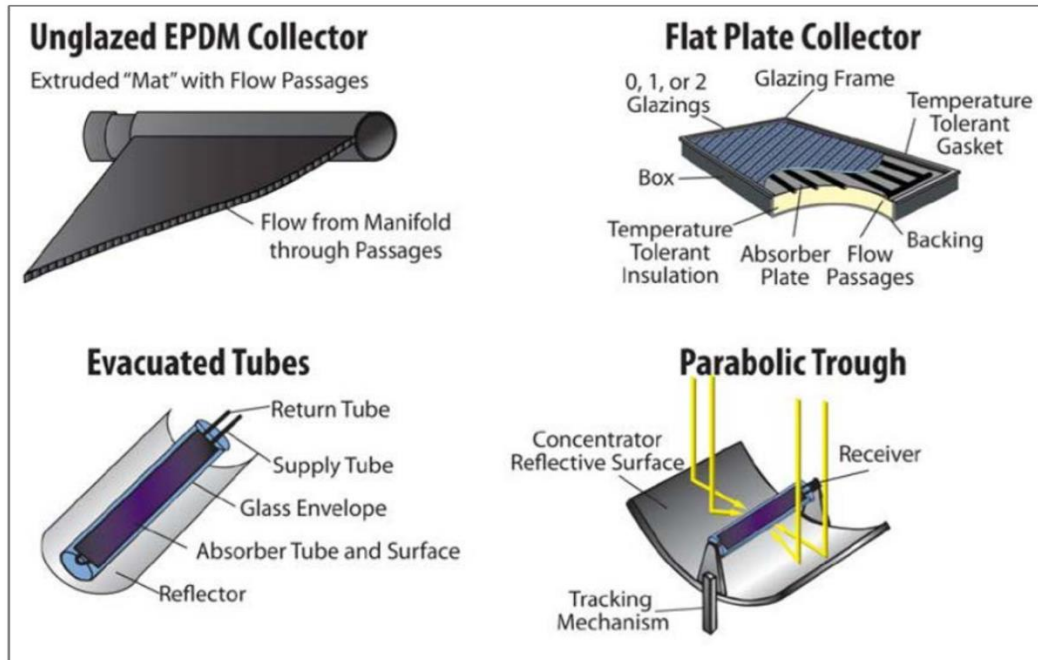 Unglazed EPDM Collector
Extruded “Mat” with Flow Passages
Flow from Manifold
through Passages
Flat Plate Collector
0, 1, or 2
Glazings
Glazing Frame
Temperature
Tolerant
Gasket
Box
Temperature
Tolerant
Insulation
Absorber
Plate
Flow
Passages
Backing
Evacuated Tubes
Return Tube
Supply Tube
Glass Envelope
Absorber Tube and Surface
Reflector
Parabolic Trough
Concentrator
Reflective Surface
Receiver
Tracking
Mechanism